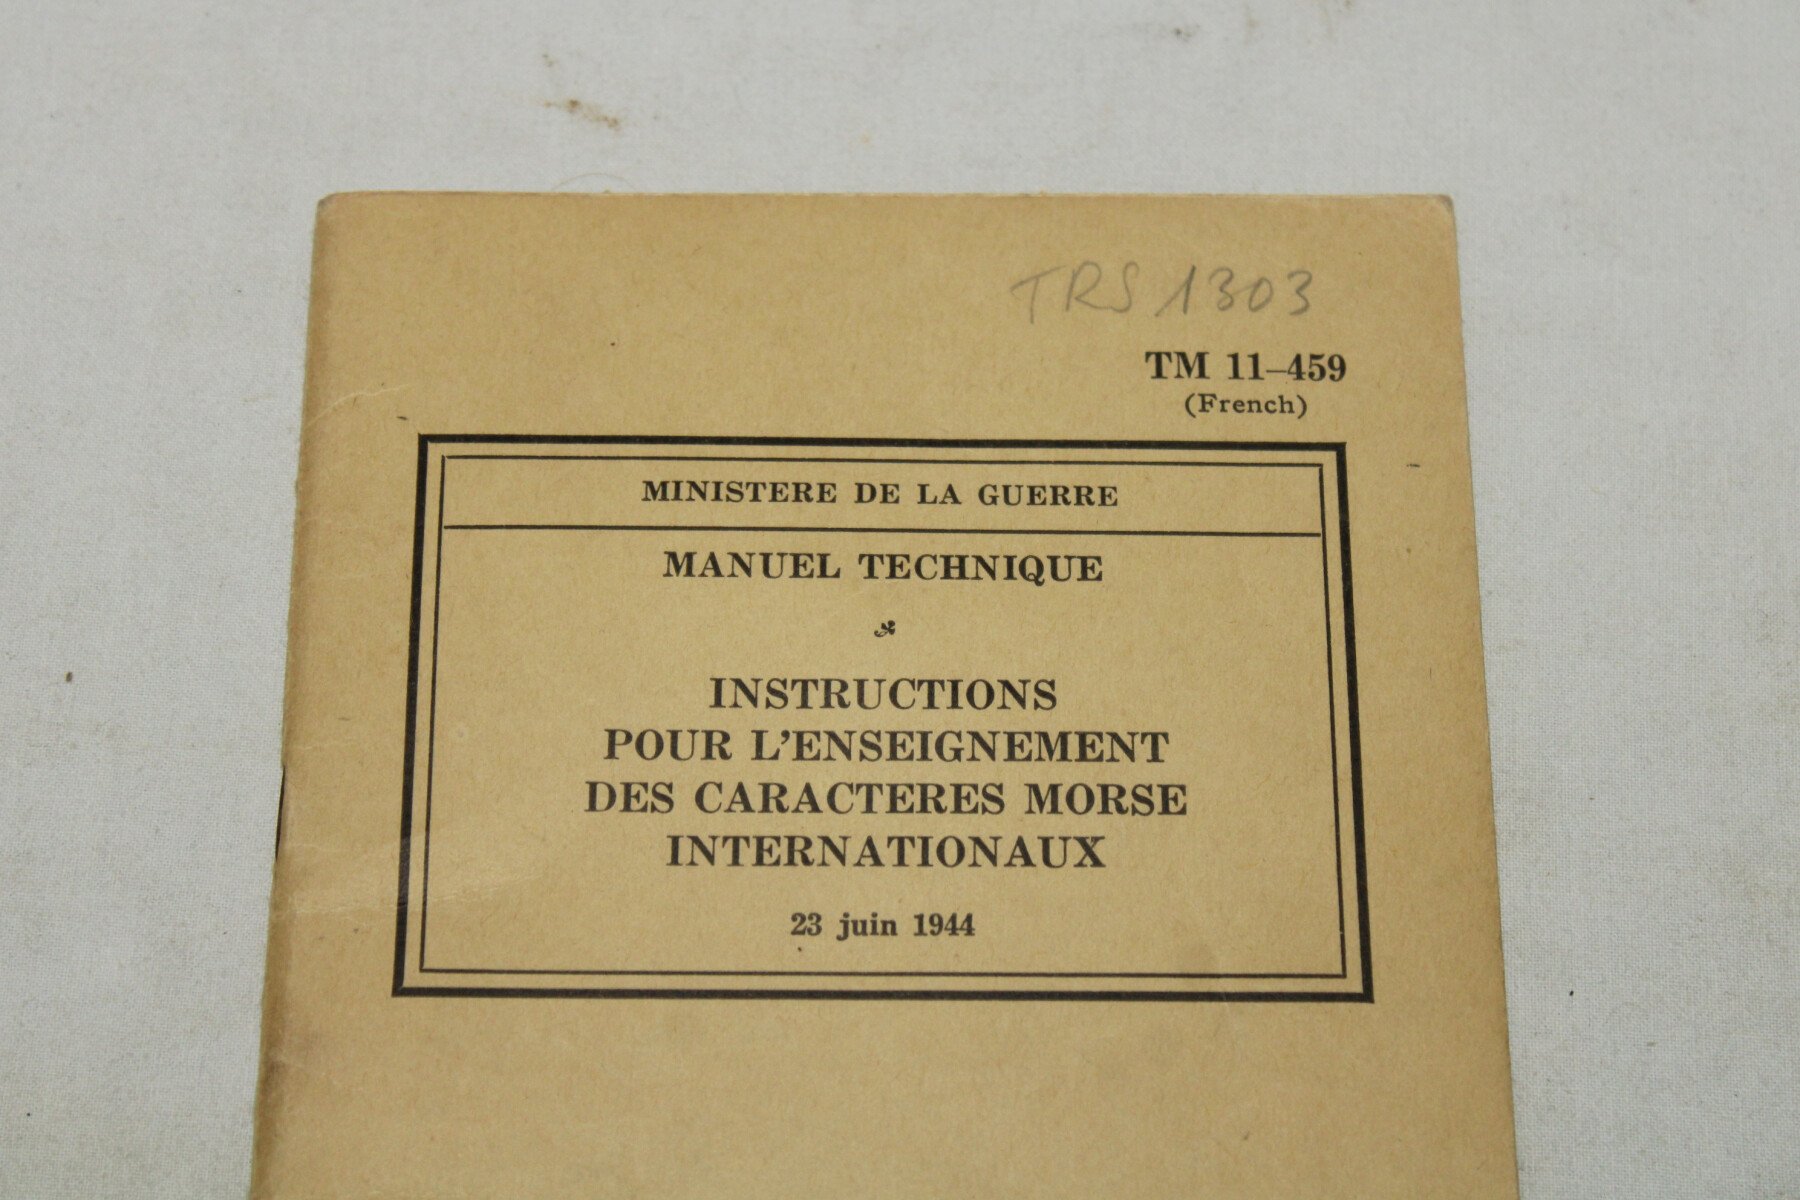 TRS 1303
TM 11–459
(French)
MINISTERE DE LA GUERRE
MANUEL TECHNIQUE
INSTRUCTIONS
POUR L'ENSEIGNEMENT
DES CARACTERES MORSE
INTERNATIONAUX
23 juin 1944